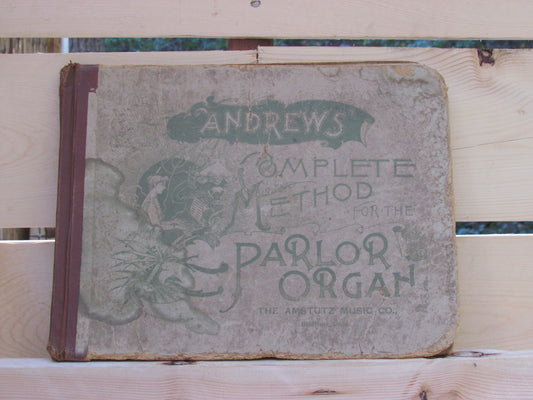 ANDREWS
COMPLETE
METHOD
FOR THE
PARLOR
ORGAN
THE AMSTUTZ MUSIC CO.,